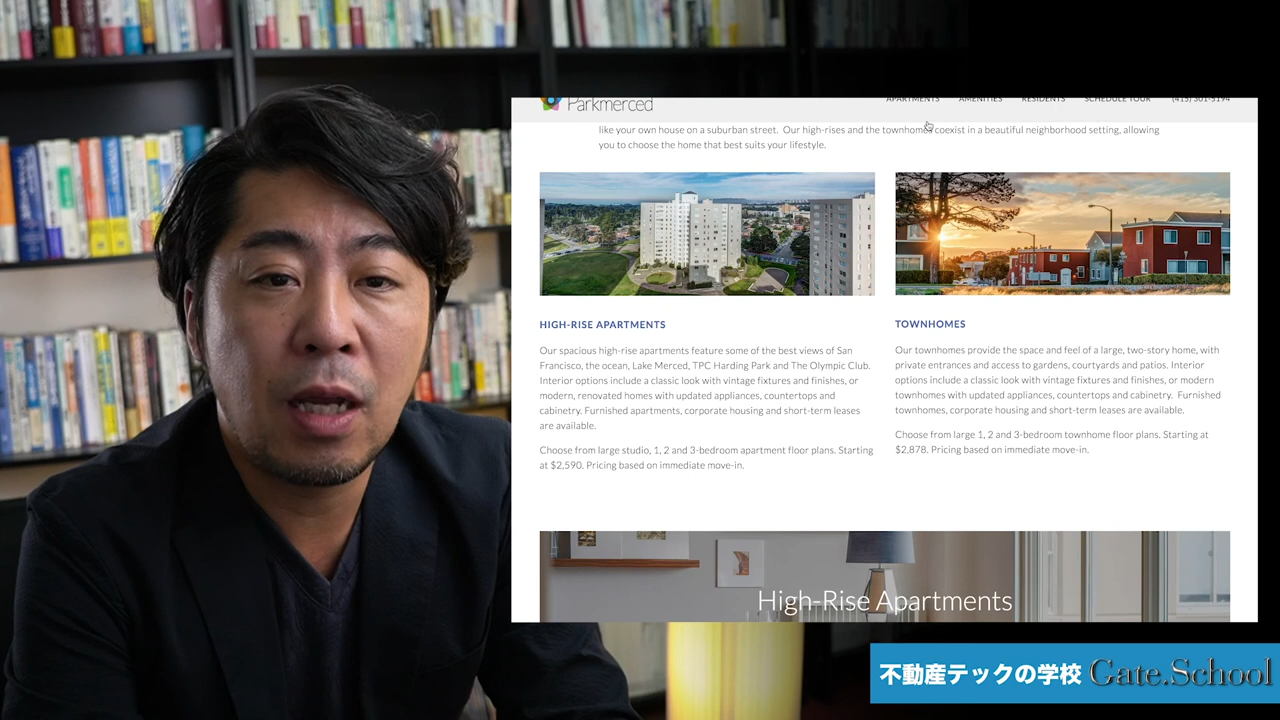 Parkmerced
APARTMENTS AMENITIES RESIDENTS SCHEDULE TOUR (415) 301-5194
like your own house on a suburban street. Our high-rises and the townhomes coexist in a beautiful neighborhood setting, allowing
you to choose the home that best suits your lifestyle.
HIGH-RISE APARTMENTS
Our spacious high-rise apartments feature some of the best views of San
Francisco, the ocean, Lake Merced, TPC Harding Park and The Olympic Club.
Interior options include a classic look with vintage fixtures and finishes, or
modern, renovated homes with updated appliances, countertops and
cabinetry. Furnished apartments, corporate housing and short-term leases
are available.
Choose from large studio, 1, 2 and 3-bedroom apartment floor plans. Starting
at $2,590. Pricing based on immediate move-in.
TOWNHOMES
Our townhomes provide the space and feel of a large, two-story home, with
private entrances and access to gardens, courtyards and patios. Interior
options include a classic look with vintage fixtures and finishes, or modern
townhomes with updated appliances, countertops and cabinetry. Furnished
townhomes, corporate housing and short-term leases are available.
Choose from large 1, 2 and 3-bedroom townhome floor plans. Starting at
$2,878. Pricing based on immediate move-in.
High-Rise Apartments
不動産テックの学校 Gate.School